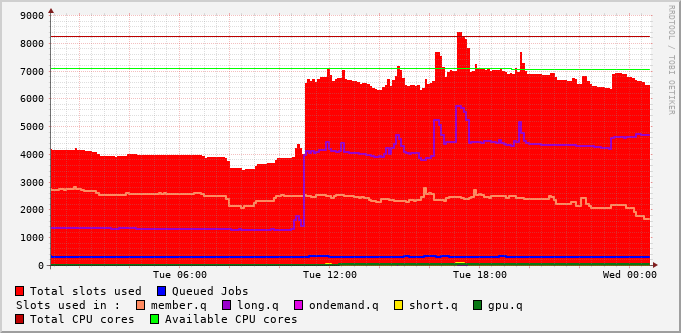 9000
8000
7000
6000
5000
4000
3000
2000
1000
0
Tue 06:00 Tue 12:00 Tue 18:00 Wed 00:00
RRDTOOL / TOBI OETIKER
Total slots used Queued Jobs
Slots used in : member.q long.q ondemand.q short.q gpu.q
Total CPU cores Available CPU cores